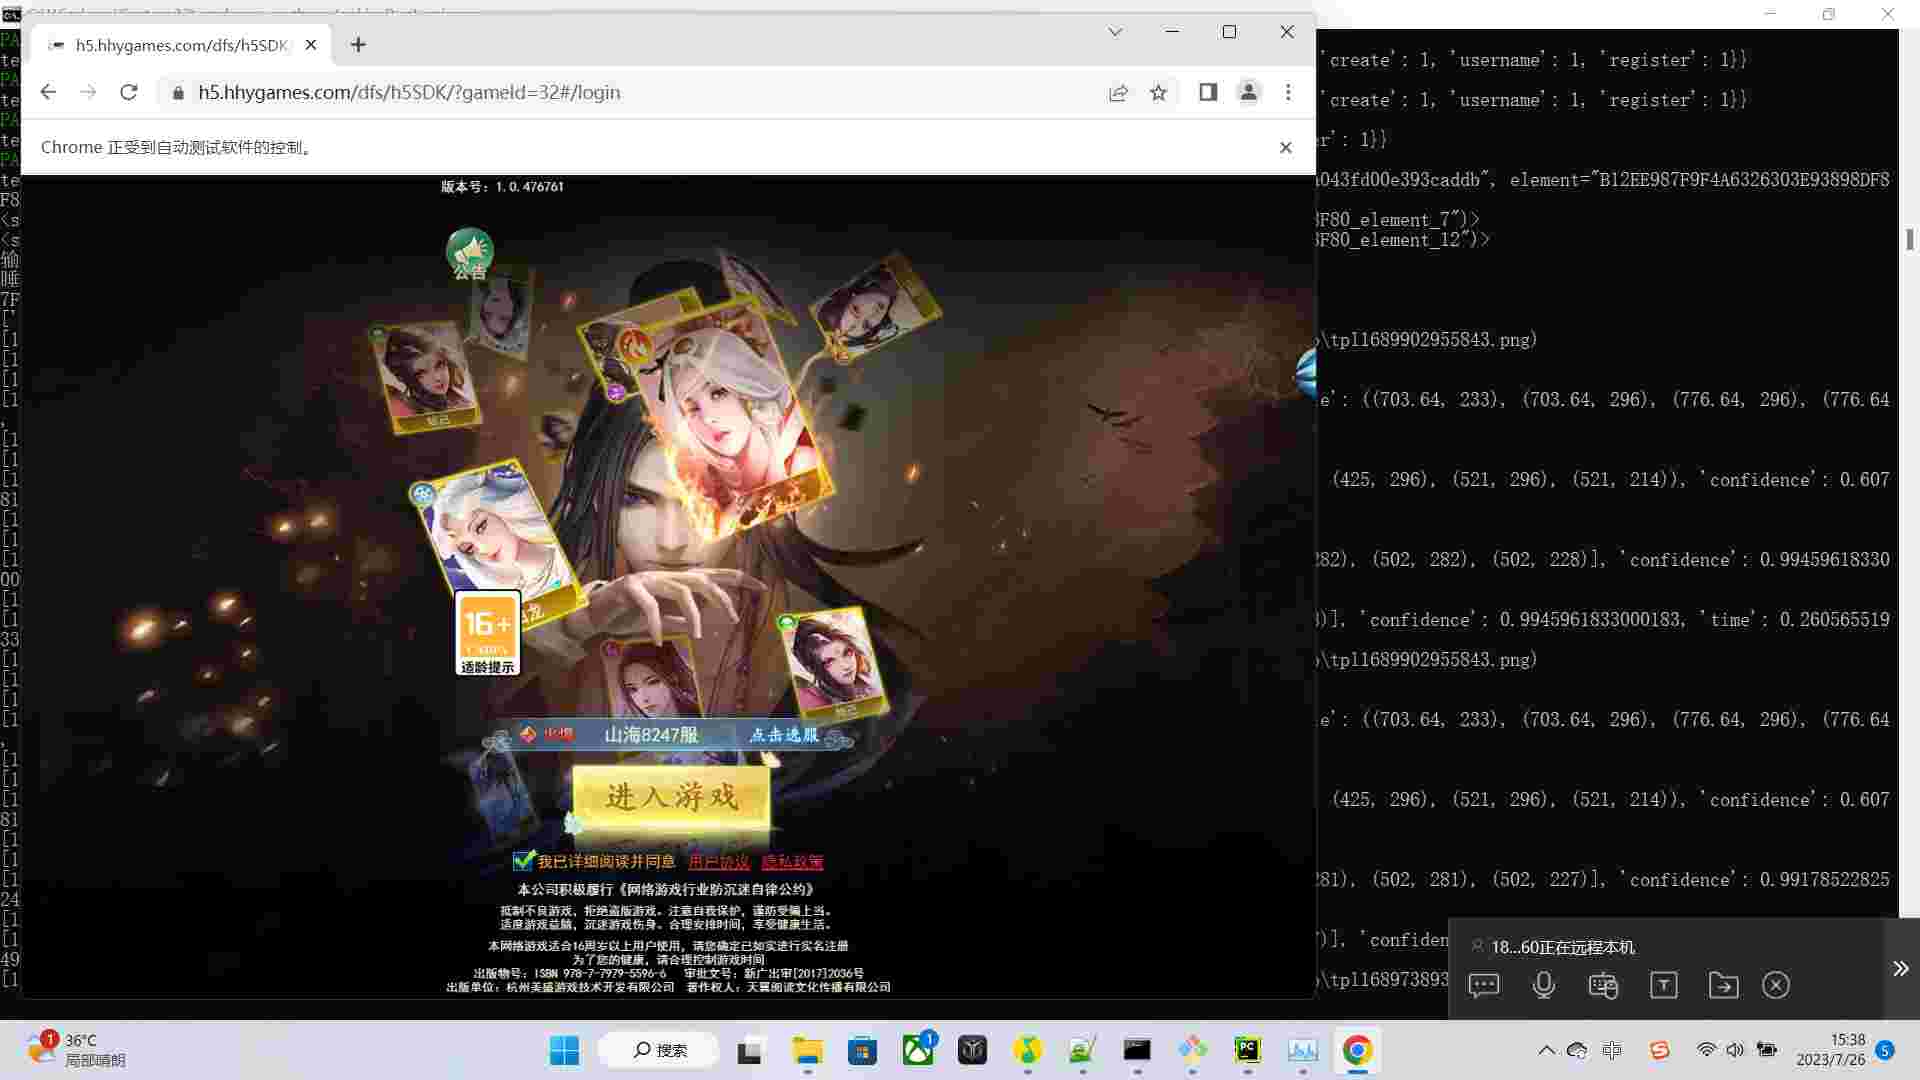 h5.hhygames.com/dfs/h5SDK
h5.hhygames.com/dfs/h5SDK/?gameId=32#/login
Chrome 正受到自动测试软件的控制。
版本号：1.0.476761
公告
16+
适龄提示
火爆 山海8247服 点击选服
进入游戏
我已详细阅读并同意 用户协议 隐私政策
本公司积极履行《网络游戏行业防沉迷自律公约》
抵制不良游戏，拒绝盗版游戏。注意自我保护，谨防受骗上当。
适度游戏益脑，沉迷游戏伤身。合理安排时间，享受健康生活。
本网络游戏适合16周岁以上用户使用，请您确定已如实进行实名注册
为了您的健康，请合理控制游戏时间
出版物号：ISBN 978-7-7979-5596-6 审批文号：新广出审[2017]2036号
出版单位：杭州美盛游戏技术开发有限公司 著作权人：天翼阅读文化传播有限公司
'create': 1, 'username': 1, 'register': 1}}
'create': 1, 'username': 1, 'register': 1}}
er': 1}}
a043fd00e393caddb", element="B12EE987F9F4A6326303E93898DF8
3F80_element_7")>
3F80_element_12")>
\tpl1689902955843.png)
e': ((703.64, 233), (703.64, 296), (776.64, 296), (776.64
(425, 296), (521, 296), (521, 214)), 'confidence': 0.607
282), (502, 282), (502, 228)], 'confidence': 0.99459618330
)], 'confidence': 0.9945961833000183, 'time': 0.260565519
\tpl1689902955843.png)
e': ((703.64, 233), (703.64, 296), (776.64, 296), (776.64
(425, 296), (521, 296), (521, 214)), 'confidence': 0.607
281), (502, 281), (502, 227)], 'confidence': 0.99178522825
)], 'confiden
\tpl168973893
18...60正在远程本机
36°C
局部晴朗
搜索
中
15:38
2023/7/26
5